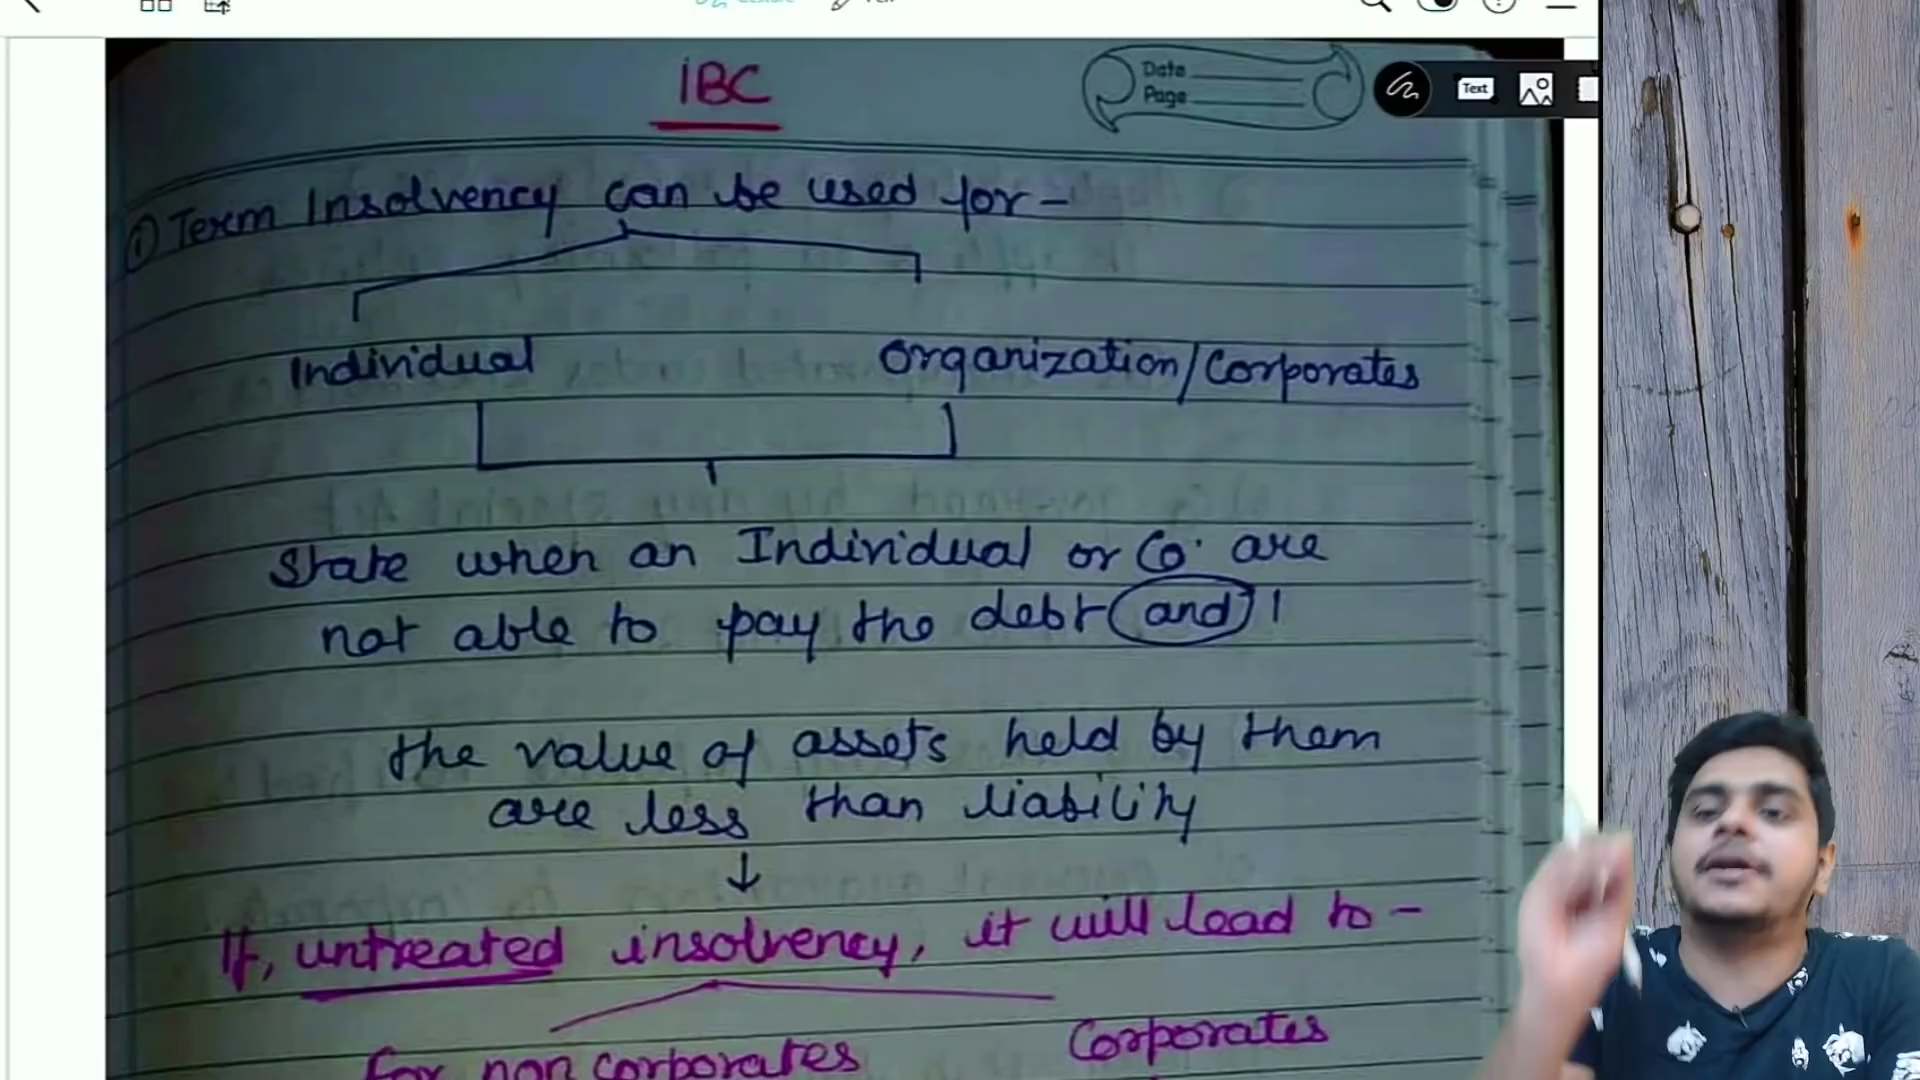 IBC
Date
Page
Text
① Term Insolvency can be used for-
Individual
Organization/Corporates
State when an Individual or Co. are
not able to pay the debt and
the value of assets held by them
are less than liability
If, untreated insolvency, it will lead to -
for non corporates
Corporates